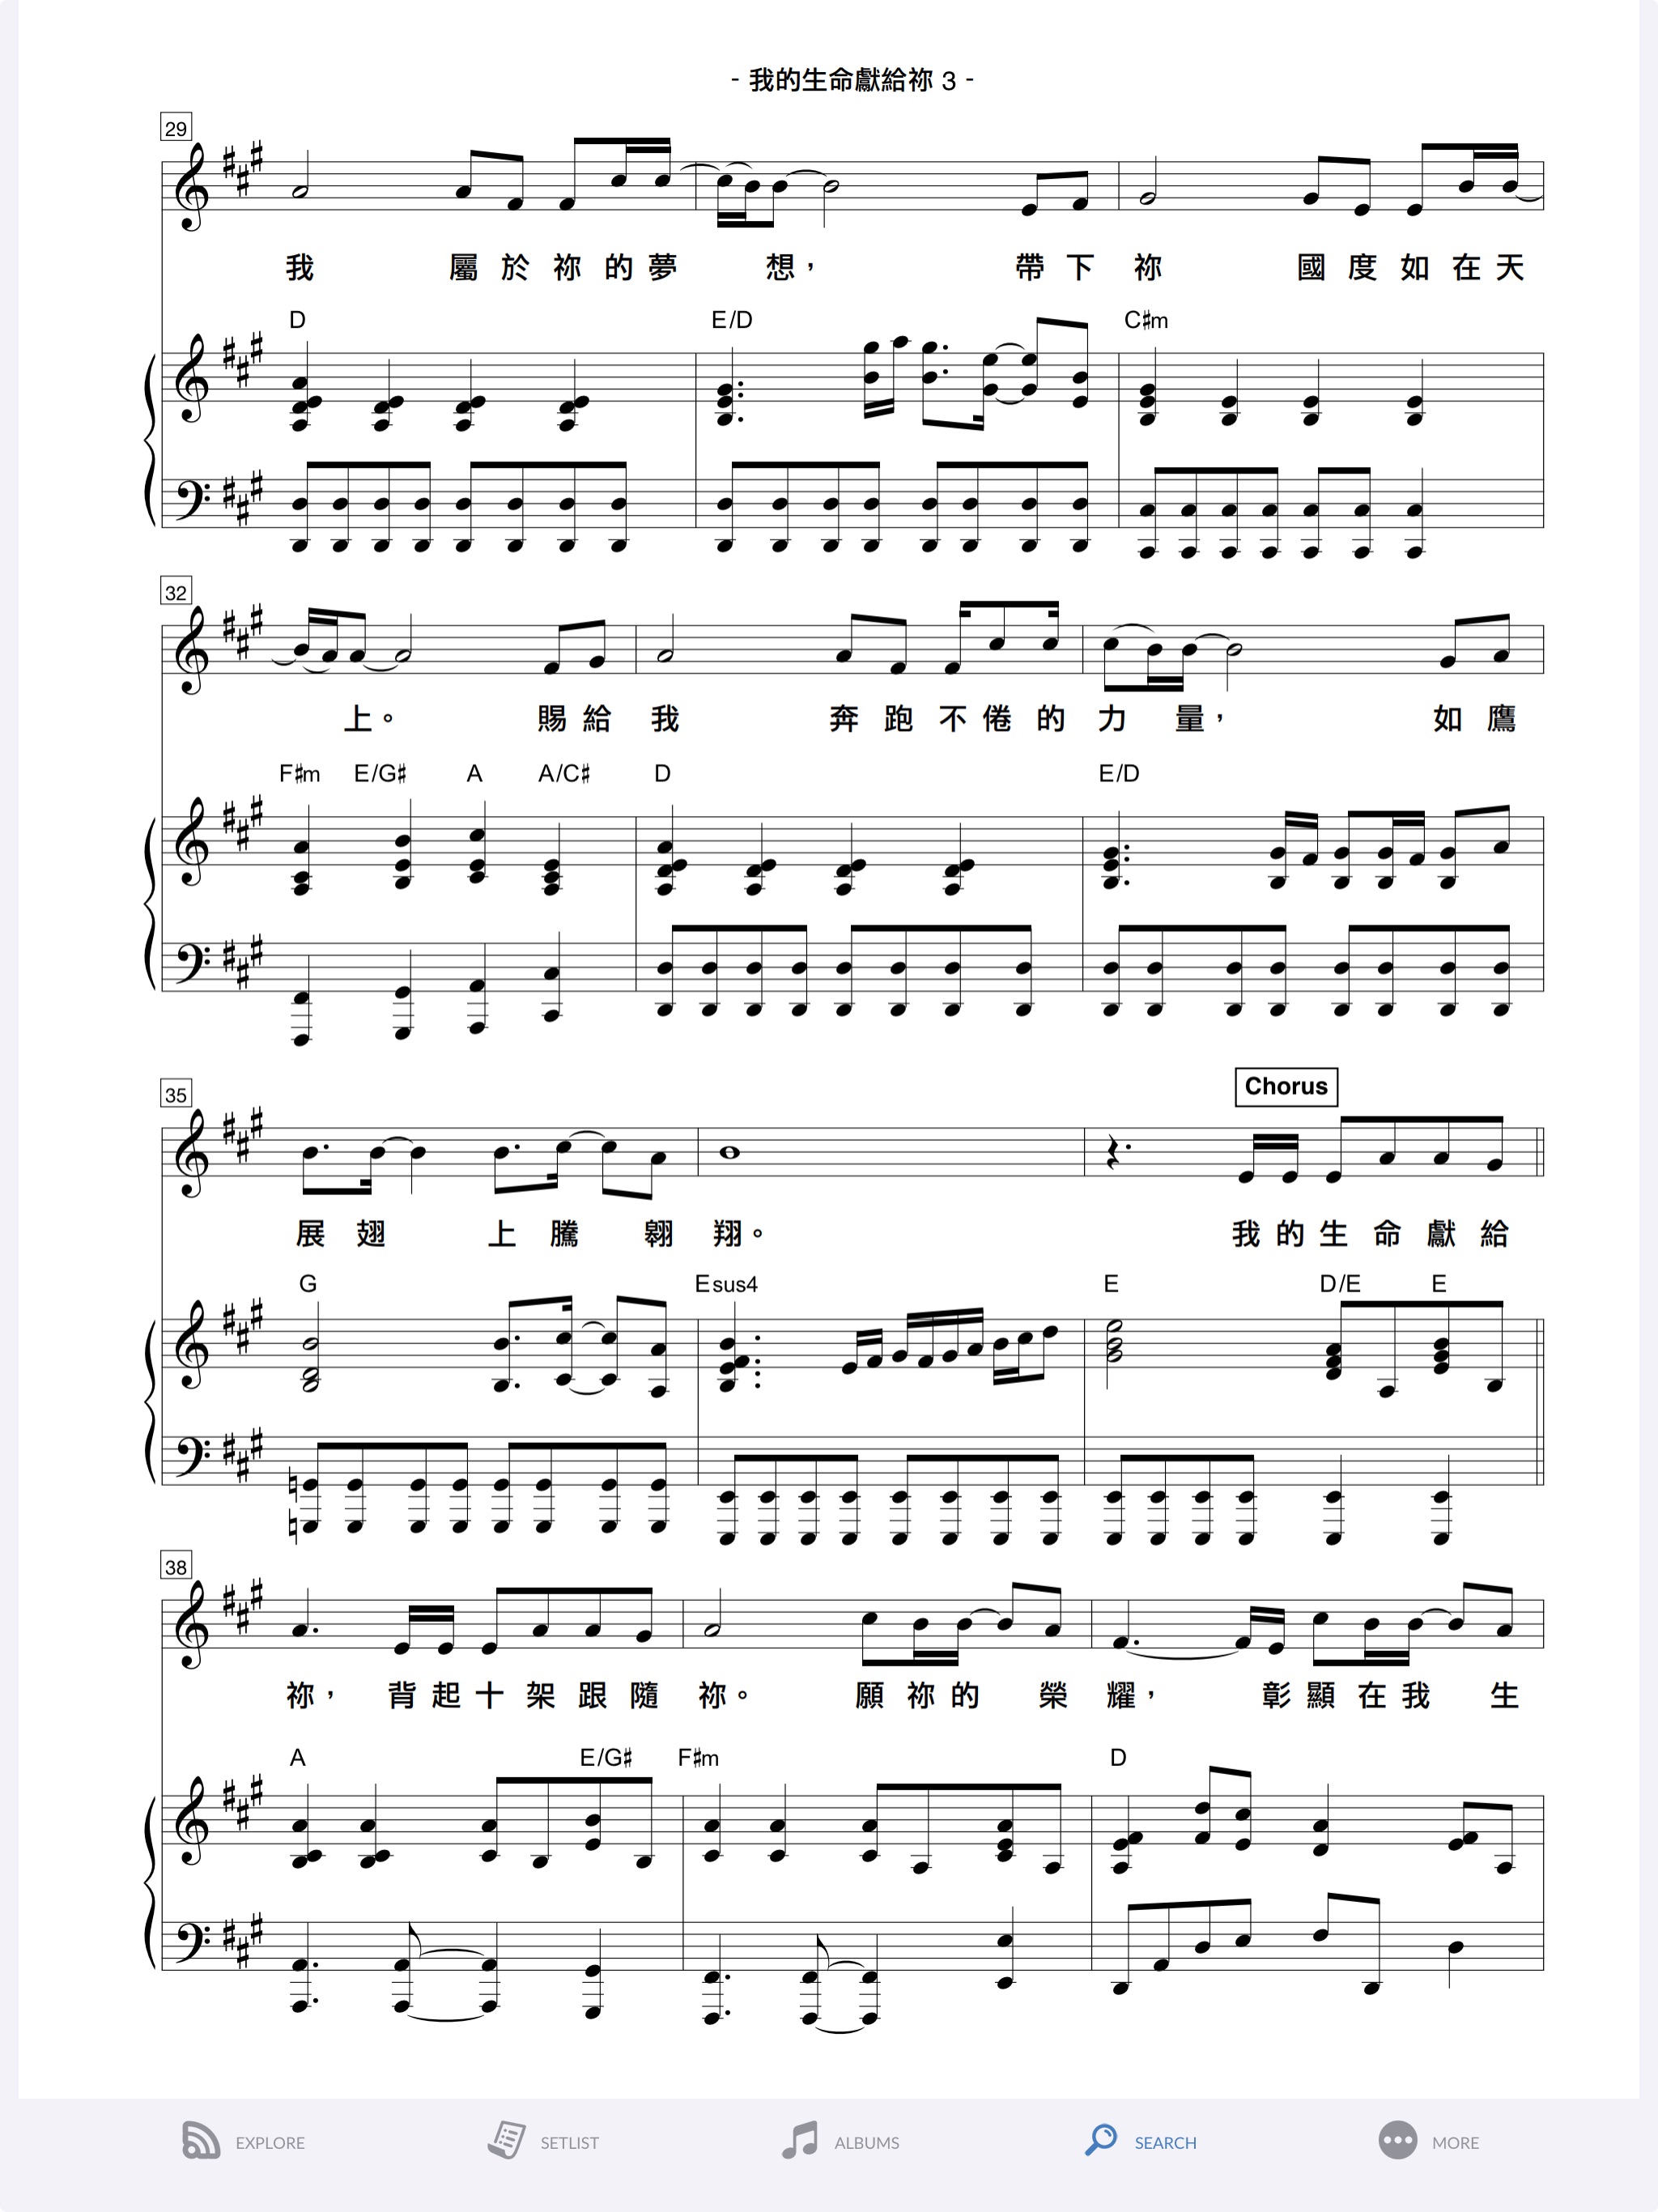 - 我的生命獻給祢 3 -
29
我 屬 於 祢 的 夢 想， 帶 下 祢 國 度 如 在 天
D E/D C♯m
32
上。 賜 給 我 奔 跑 不 倦 的 力 量， 如 鷹
F♯m E/G♯ A A/C♯ D E/D
35
Chorus
展 翅 上 騰 翱 翔。 我 的 生 命 獻 給
G Esus4 E D/E E
38
祢， 背 起 十 架 跟 隨 祢。 願 祢 的 榮 耀， 彰 顯 在 我 生
A E/G♯ F♯m D
EXPLORE SETLIST ALBUMS SEARCH MORE